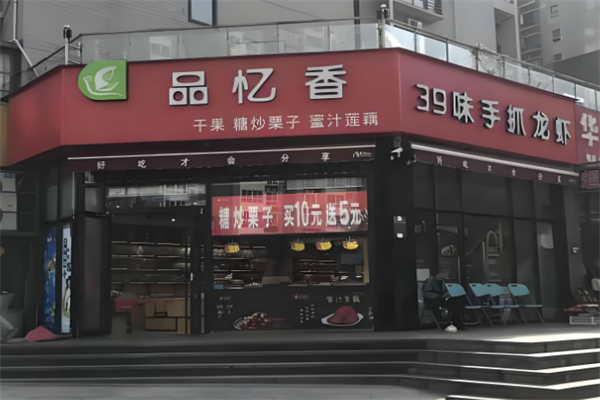 品忆香
干果 糖炒栗子 蜜汁莲藕
39味手抓龙虾
华
好吃才会分享
糖炒栗子 买10元送5元